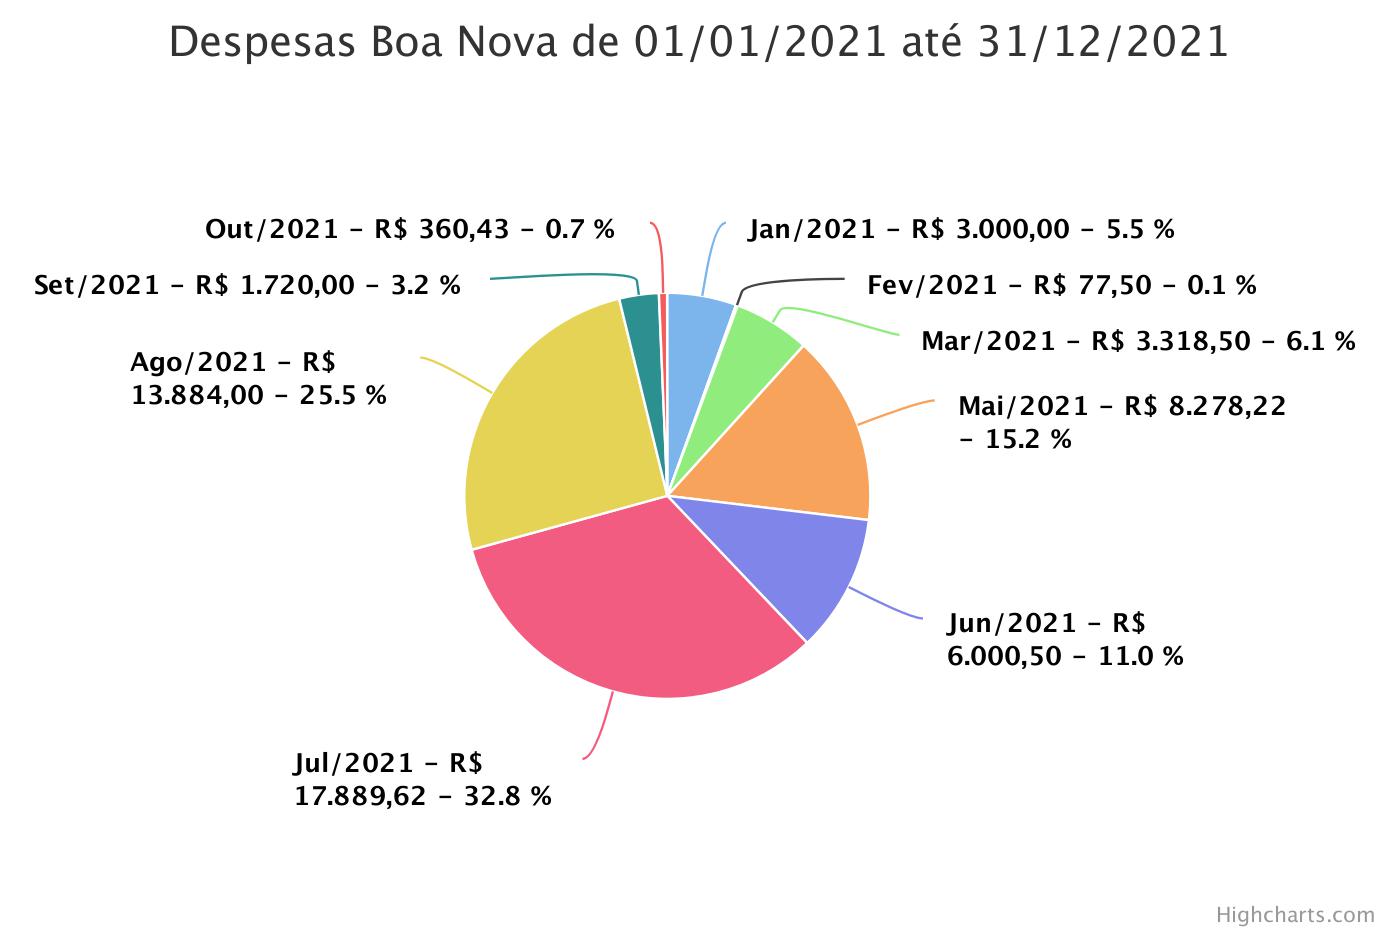 Despesas Boa Nova de 01/01/2021 até 31/12/2021
Out/2021 – R$ 360,43 – 0.7 %
Jan/2021 – R$ 3.000,00 – 5.5 %
Set/2021 – R$ 1.720,00 – 3.2 %
Fev/2021 – R$ 77,50 – 0.1 %
Mar/2021 – R$ 3.318,50 – 6.1 %
Ago/2021 – R$
13.884,00 – 25.5 %
Mai/2021 – R$ 8.278,22
– 15.2 %
Jun/2021 – R$
6.000,50 – 11.0 %
Jul/2021 – R$
17.889,62 – 32.8 %
Highcharts.com